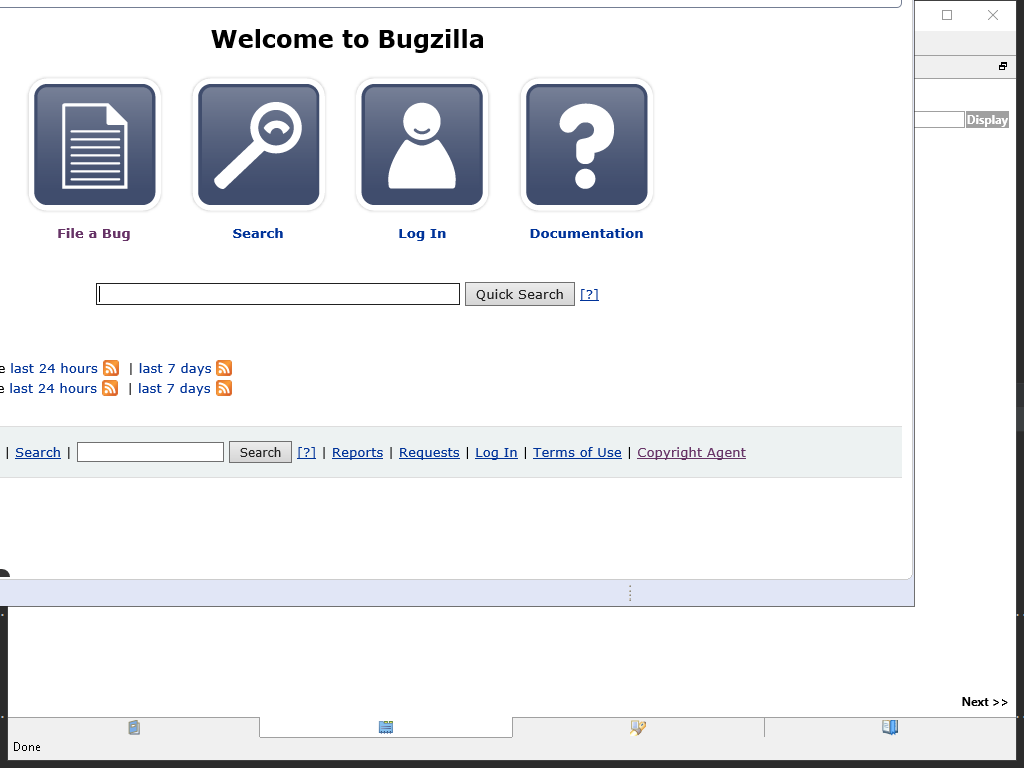 Welcome to Bugzilla
Display
File a Bug Search Log In Documentation
Quick Search [?]
e last 24 hours | last 7 days
e last 24 hours | last 7 days
| Search | Search [?] | Reports | Requests | Log In | Terms of Use | Copyright Agent
Next >>
Done